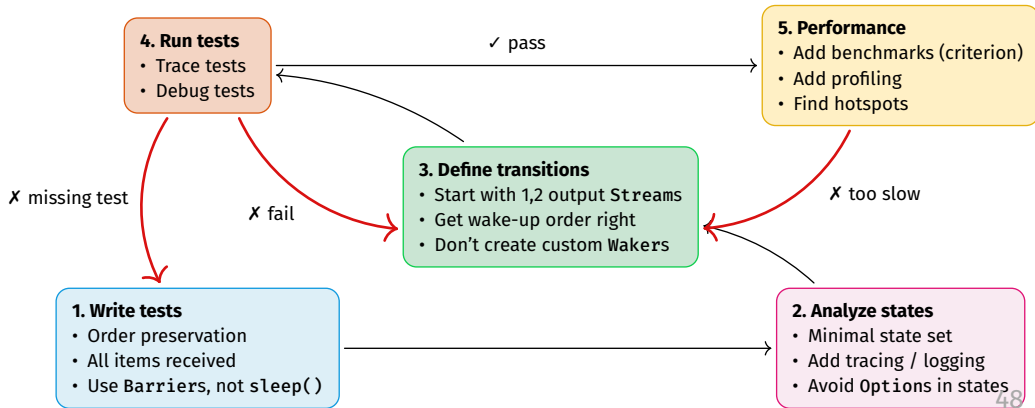 4. Run tests
• Trace tests
• Debug tests
✓ pass
5. Performance
• Add benchmarks (criterion)
• Add profiling
• Find hotspots
3. Define transitions
• Start with 1,2 output Streams
• Get wake-up order right
• Don't create custom Wakers
✗ missing test
✗ fail
✗ too slow
1. Write tests
• Order preservation
• All items received
• Use Barriers, not sleep()
2. Analyze states
• Minimal state set
• Add tracing / logging
• Avoid Options in states
48